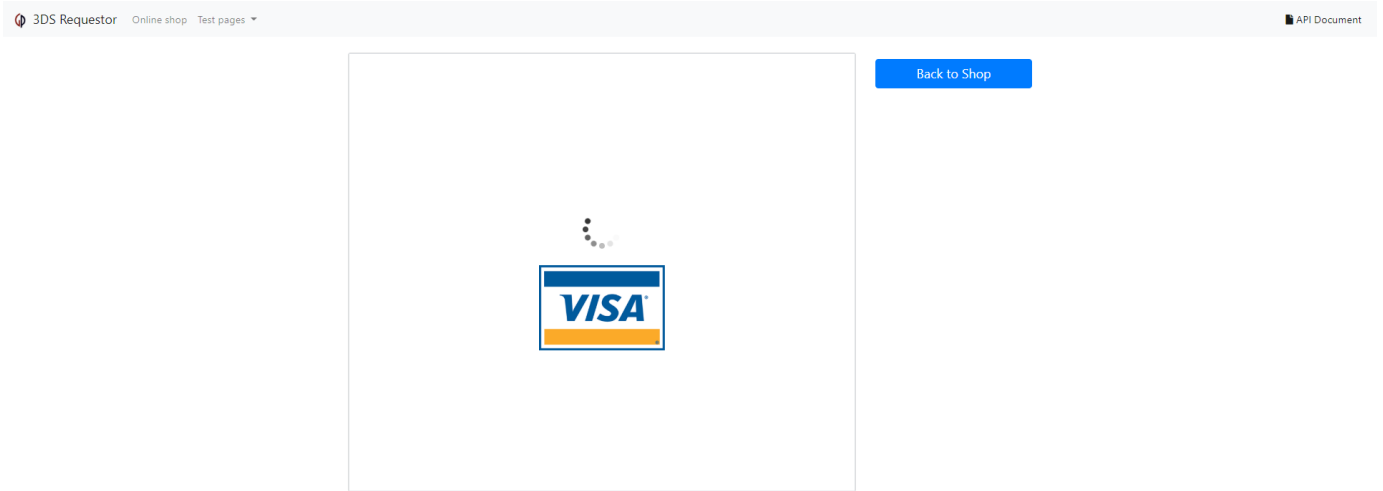 3DS Requestor Online shop Test pages API Document
Back to Shop
VISA